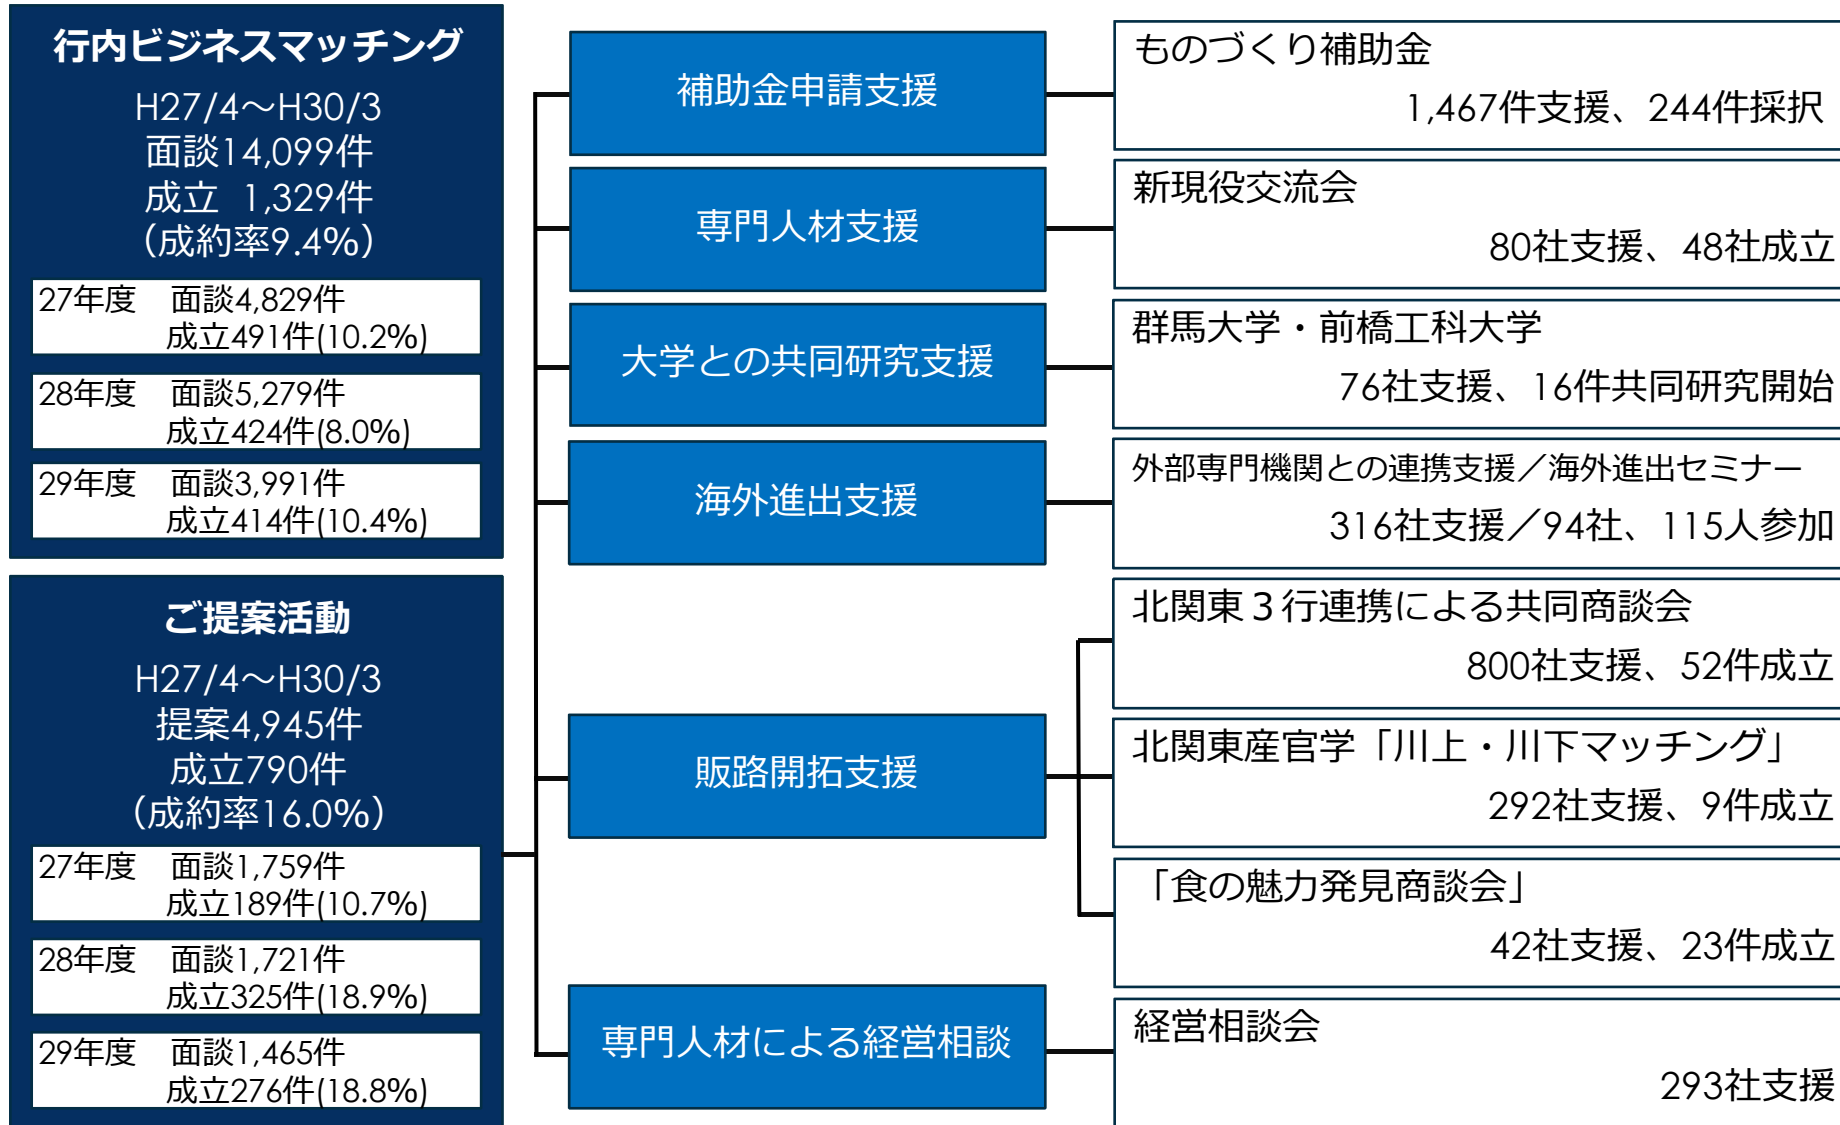 行内ビジネスマッチング
H27/4～H30/3
面談14,099件
成立 1,329件
（成約率9.4%）
27年度 面談4,829件
成立491件(10.2%)
28年度 面談5,279件
成立424件(8.0%)
29年度 面談3,991件
成立414件(10.4%)
ご提案活動
H27/4～H30/3
提案4,945件
成立790件
（成約率16.0%）
27年度 面談1,759件
成立189件(10.7%)
28年度 面談1,721件
成立325件(18.9%)
29年度 面談1,465件
成立276件(18.8%)
補助金申請支援
ものづくり補助金
1,467件支援、244件採択
専門人材支援
新現役交流会
80社支援、48社成立
大学との共同研究支援
群馬大学・前橋工科大学
76社支援、16件共同研究開始
海外進出支援
外部専門機関との連携支援／海外進出セミナー
316社支援／94社、115人参加
販路開拓支援
北関東３行連携による共同商談会
800社支援、52件成立
北関東産官学「川上・川下マッチング」
292社支援、9件成立
「食の魅力発見商談会」
42社支援、23件成立
専門人材による経営相談
経営相談会
293社支援